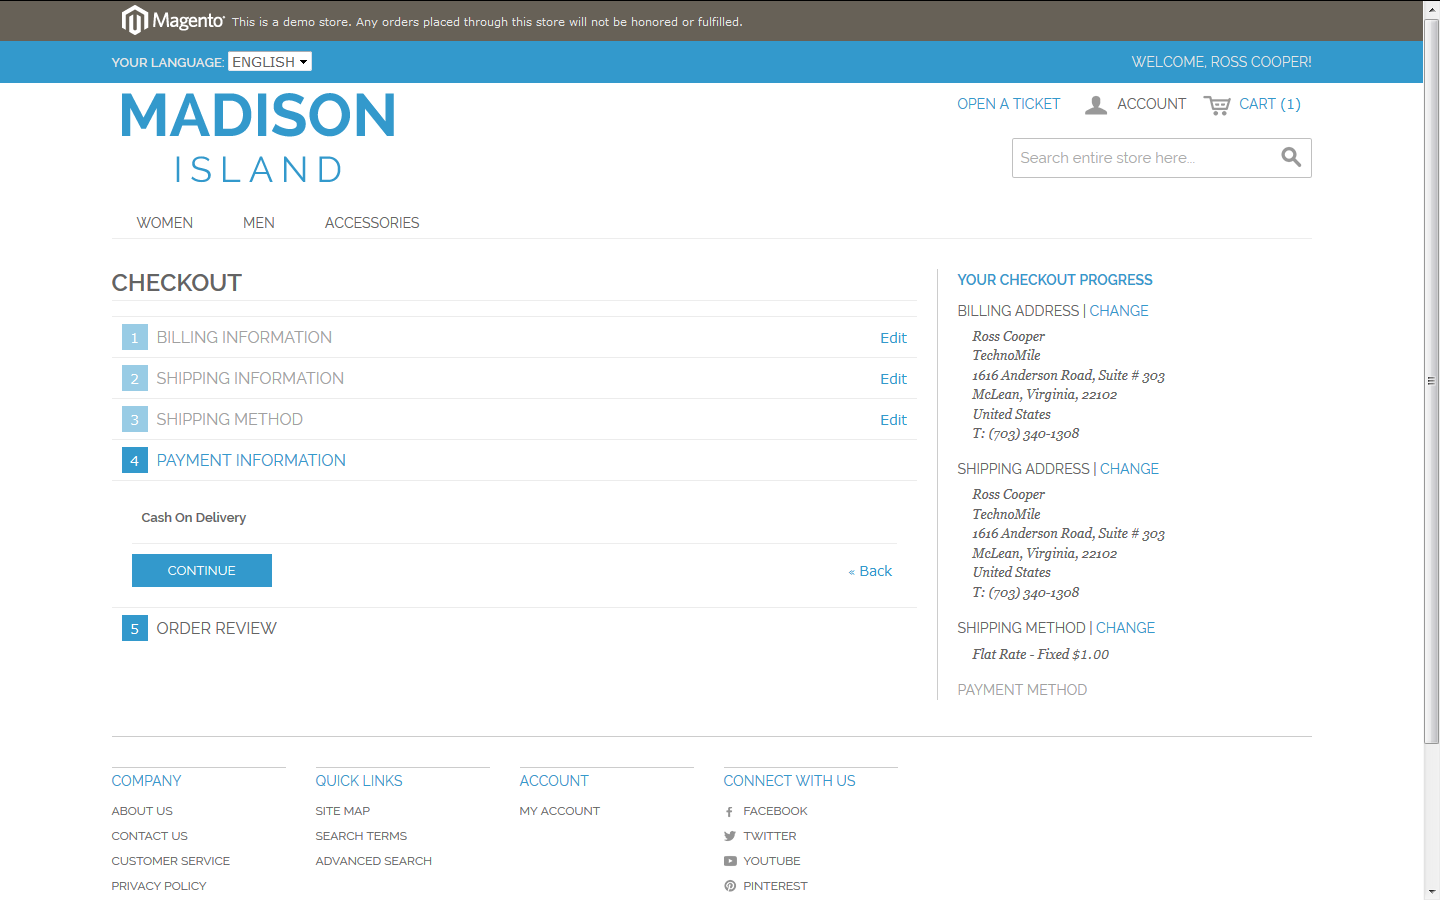 Magento This is a demo store. Any orders placed through this store will not be honored or fulfilled.
YOUR LANGUAGE: ENGLISH
WELCOME, ROSS COOPER!
MADISON
ISLAND
OPEN A TICKET ACCOUNT CART (1)
Search entire store here...
WOMEN MEN ACCESSORIES
CHECKOUT
1 BILLING INFORMATION Edit
2 SHIPPING INFORMATION Edit
3 SHIPPING METHOD Edit
4 PAYMENT INFORMATION
Cash On Delivery
CONTINUE
« Back
5 ORDER REVIEW
YOUR CHECKOUT PROGRESS
BILLING ADDRESS | CHANGE
Ross Cooper
TechnoMile
1616 Anderson Road, Suite # 303
McLean, Virginia, 22102
United States
T: (703) 340-1308
SHIPPING ADDRESS | CHANGE
Ross Cooper
TechnoMile
1616 Anderson Road, Suite # 303
McLean, Virginia, 22102
United States
T: (703) 340-1308
SHIPPING METHOD | CHANGE
Flat Rate - Fixed $1.00
PAYMENT METHOD
COMPANY
ABOUT US
CONTACT US
CUSTOMER SERVICE
PRIVACY POLICY
QUICK LINKS
SITE MAP
SEARCH TERMS
ADVANCED SEARCH
ACCOUNT
MY ACCOUNT
CONNECT WITH US
FACEBOOK
TWITTER
YOUTUBE
PINTEREST